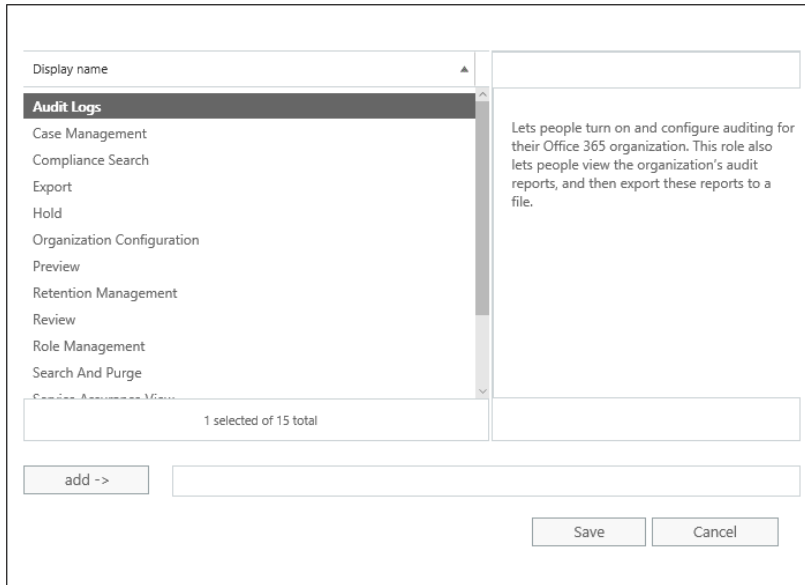 Display name
Audit Logs
Case Management
Compliance Search
Export
Hold
Organization Configuration
Preview
Retention Management
Review
Role Management
Search And Purge
Service Assurance View
1 selected of 15 total
Lets people turn on and configure auditing for
their Office 365 organization. This role also
lets people view the organization's audit
reports, and then export these reports to a
file.
add ->
Save
Cancel